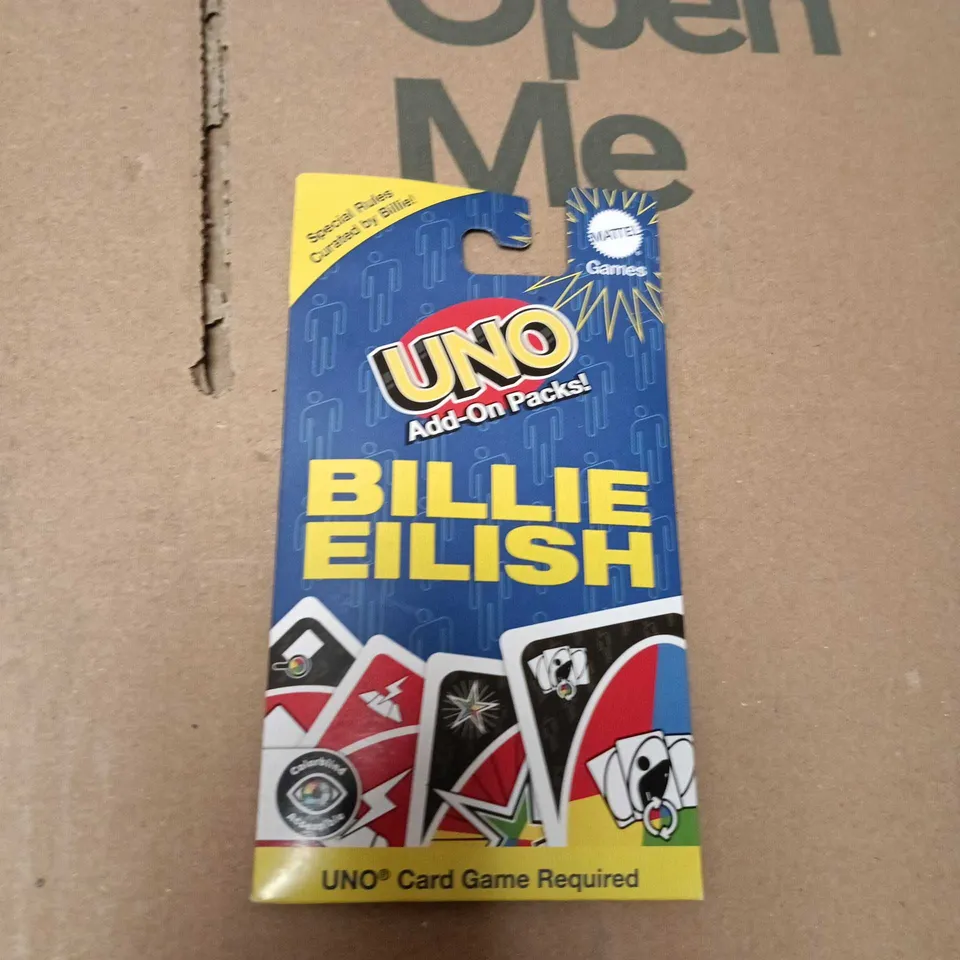 Open
Me
Special Rules
Curated by Billie!
MATTEL
Games
UNO
Add-On Packs!
BILLIE
EILISH
Colorblind
Accessible
UNO® Card Game Required